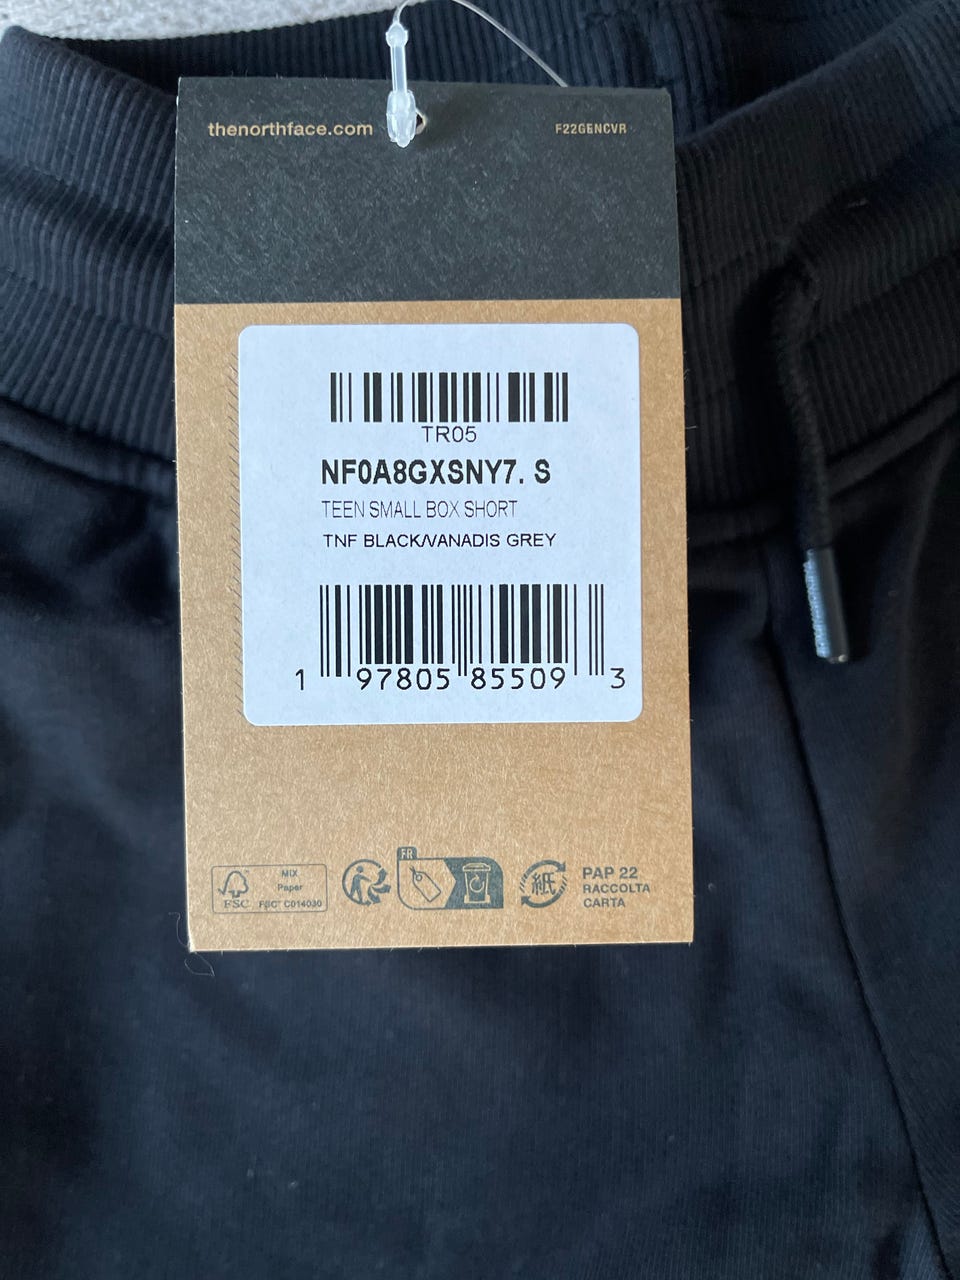 thenorthface.com F22GENCVR
TR05
NF0A8GXSNY7. S
TEEN SMALL BOX SHORT
TNF BLACK/VANADIS GREY
1 97805 85509 3
FR
MIX
Paper
FSC® C014030
FSC
紙
PAP 22
RACCOLTA
CARTA